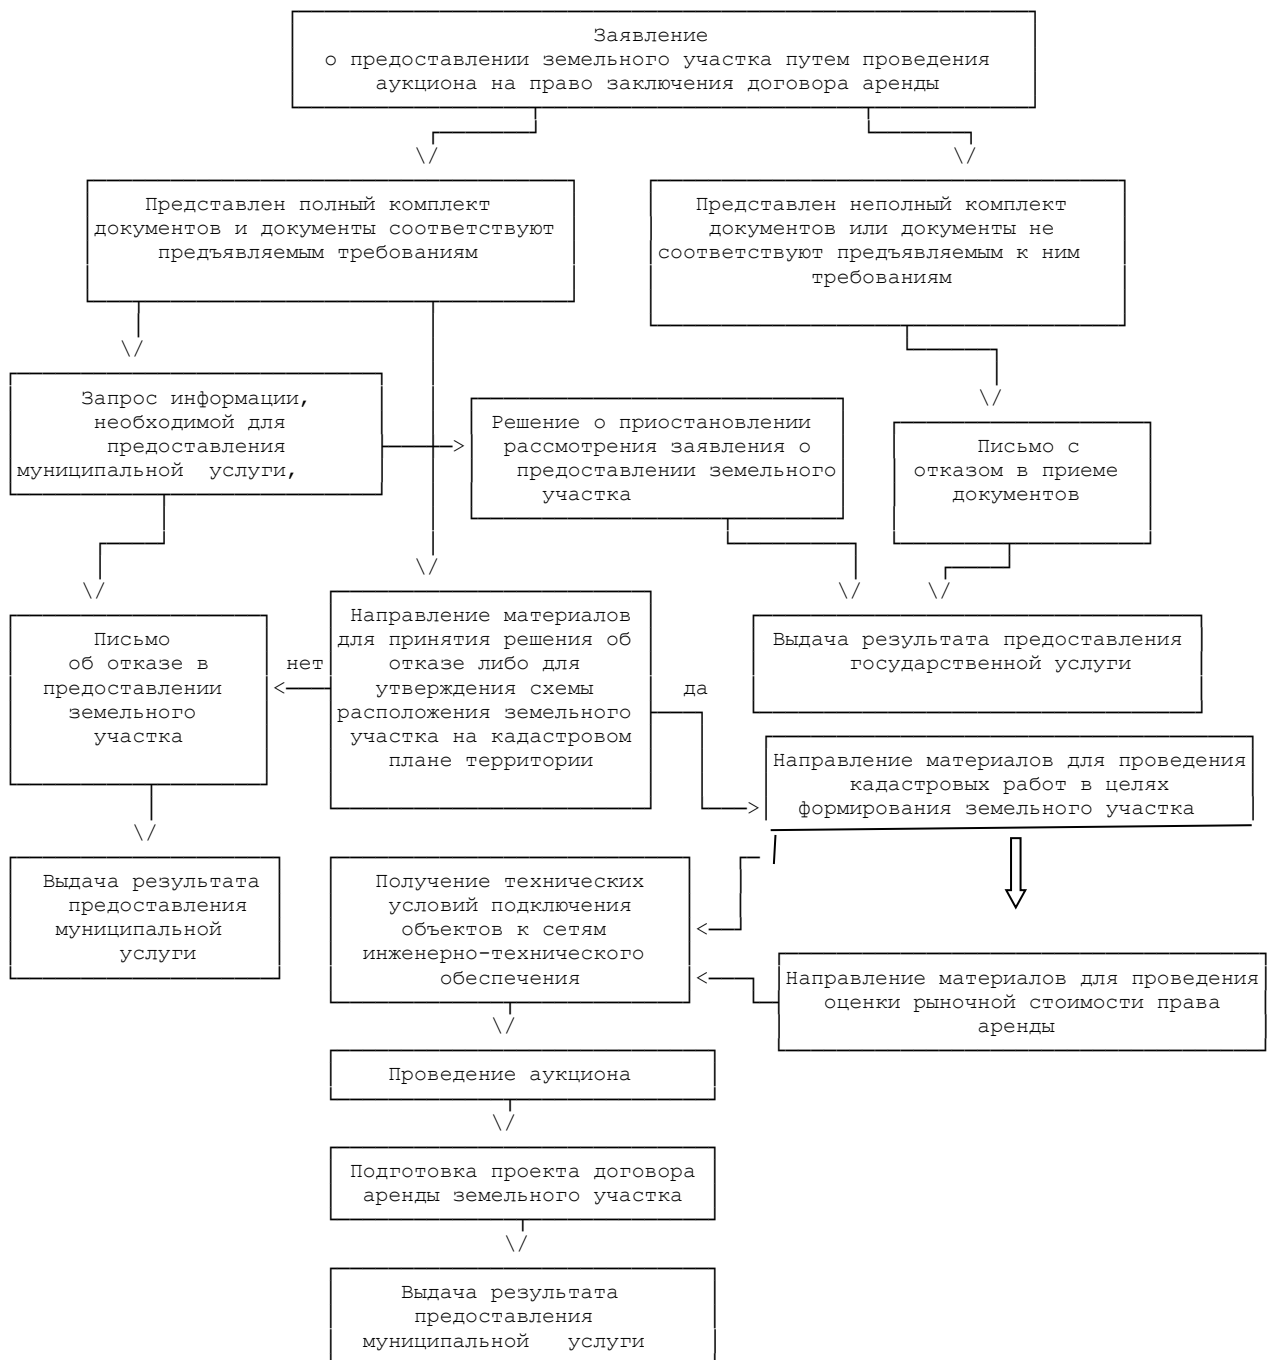 Заявление
о предоставлении земельного участка путем проведения
аукциона на право заключения договора аренды
\/
\/
Представлен полный комплект
документов и документы соответствуют
предъявляемым требованиям
Представлен неполный комплект
документов или документы не
соответствуют предъявляемым к ним
требованиям
\/
\/
Запрос информации,
необходимой для
предоставления
муниципальной услуги,
>
Решение о приостановлении
рассмотрения заявления о
предоставлении земельного
участка
Письмо с
отказом в приеме
документов
\/
\/
\/
\/
Письмо
об отказе в
предоставлении
земельного
участка
нет
<
Направление материалов
для принятия решения об
отказе либо для
утверждения схемы
расположения земельного
участка на кадастровом
плане территории
да
>
Выдача результата предоставления
государственной услуги
Направление материалов для проведения
кадастровых работ в целях
формирования земельного участка
\/
Выдача результата
предоставления
муниципальной
услуги
Получение технических
условий подключения
объектов к сетям
инженерно-технического
обеспечения
<
<
Направление материалов для проведения
оценки рыночной стоимости права
аренды
\/
Проведение аукциона
\/
Подготовка проекта договора
аренды земельного участка
\/
Выдача результата
предоставления
муниципальной услуги